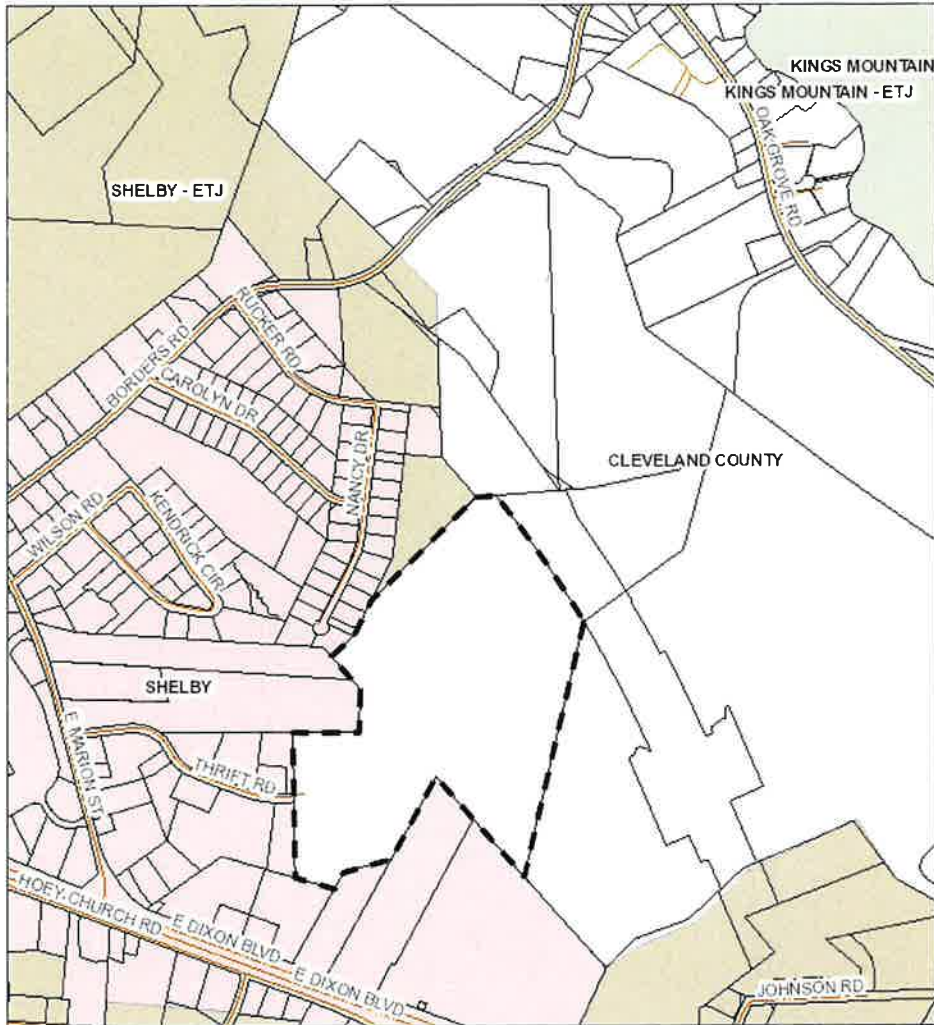 KINGS MOUNTAIN
KINGS MOUNTAIN - ETJ
OAK GROVE RD
SHELBY - ETJ
RUCKER RD
BORDERS RD
CAROLYN DR
NANCY DR
CLEVELAND COUNTY
WILSON RD
KENDRICK CIR
SHELBY
E MARION ST
THRIFT RD
HOEY CHURCH RD
E DIXON BLVD
E DIXON BLVD
JOHNSON RD